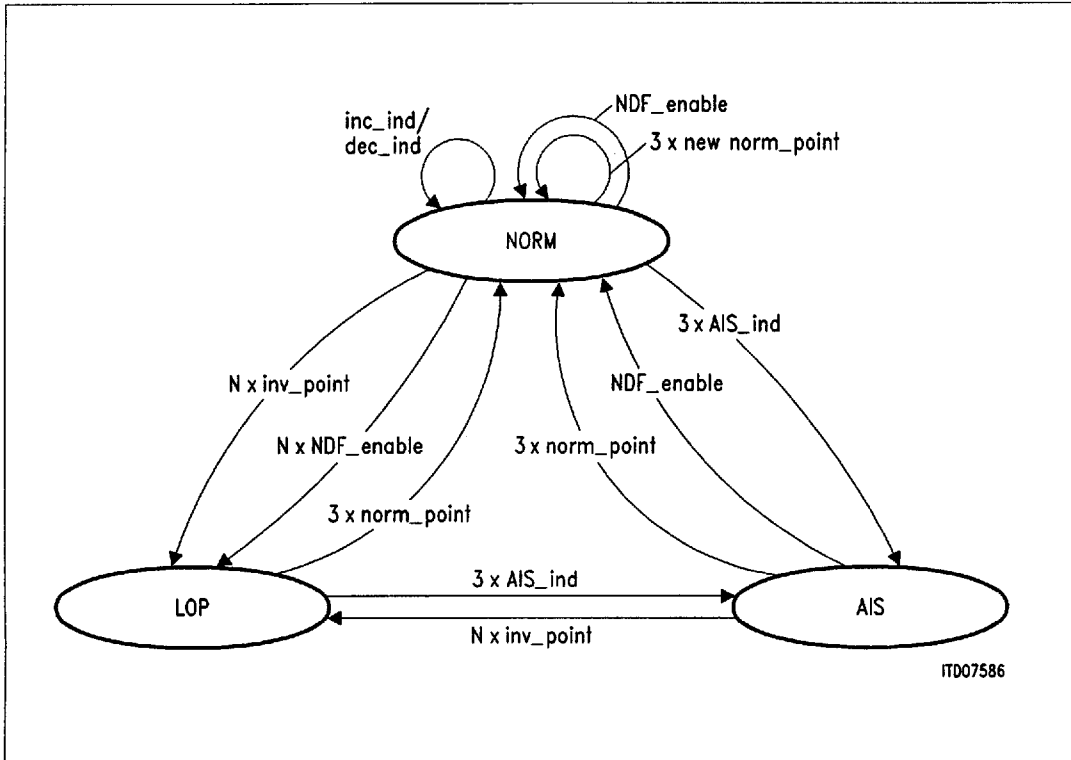 NDF_enable
inc_ind/
dec_ind
3 x new norm_point
NORM
3 x AIS_ind
N x inv_point
NDF_enable
N x NDF_enable
3 x norm_point
3 x norm_point
3 x AIS_ind
LOP
AIS
N x inv_point
ITD07586